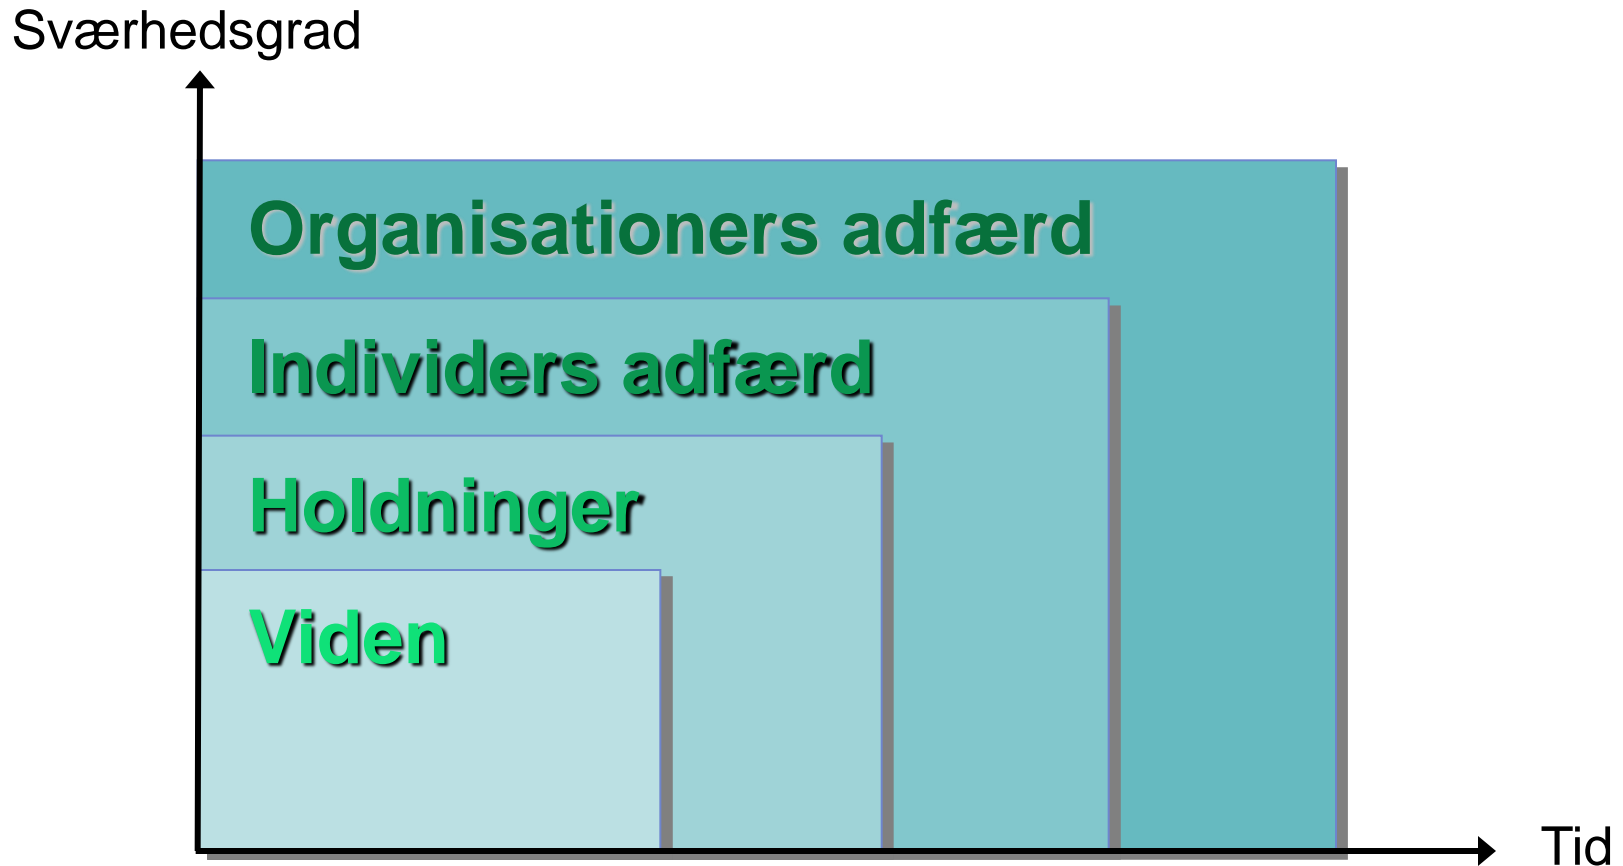 Sværhedsgrad
Organisationers adfærd
Individers adfærd
Holdninger
Viden
Tid